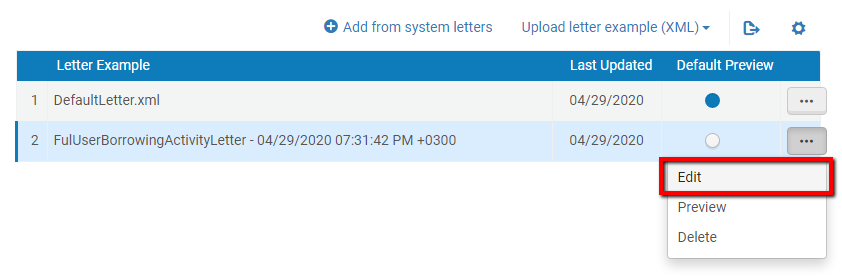 Add from system letters Upload letter example (XML)
Letter Example Last Updated Default Preview
1 DefaultLetter.xml 04/29/2020
2 FulUserBorrowingActivityLetter - 04/29/2020 07:31:42 PM +0300 04/29/2020
Edit
Preview
Delete